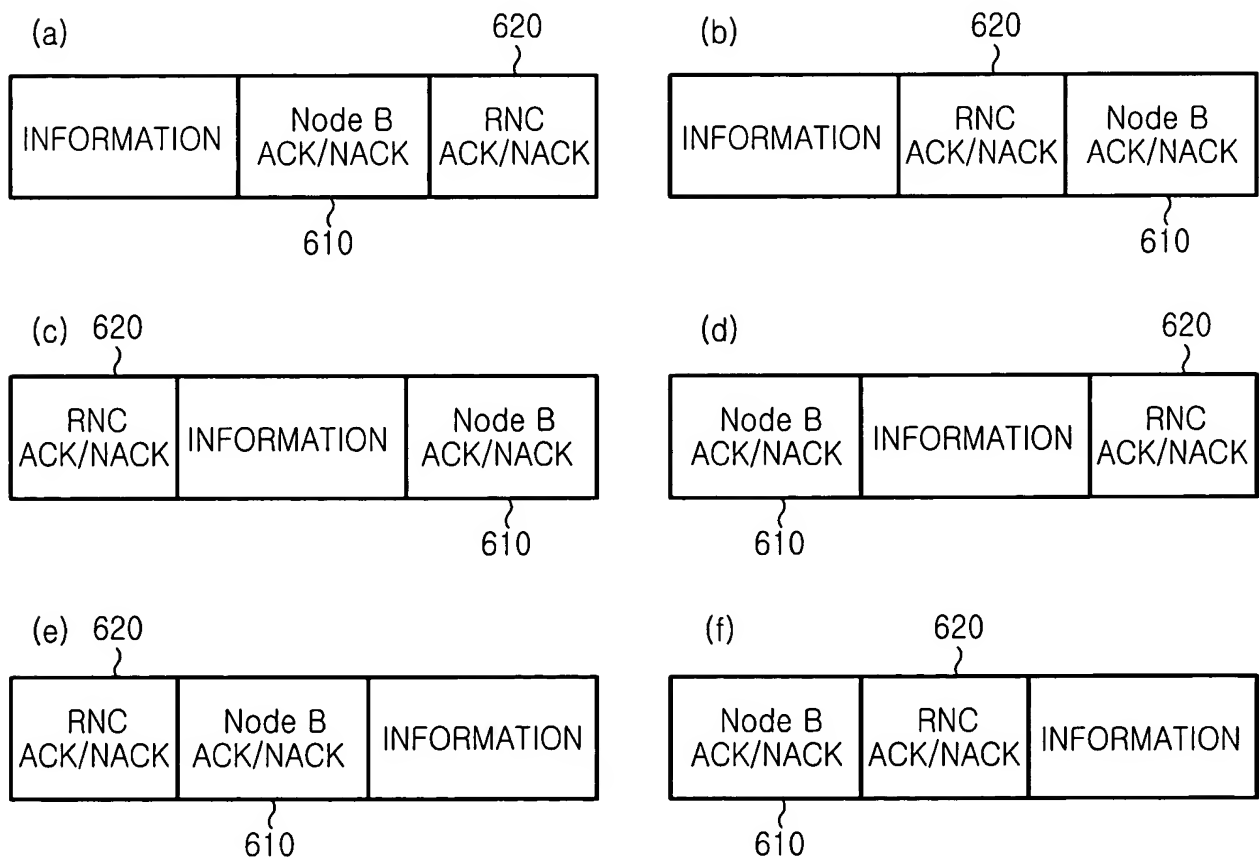 (a)
620
INFORMATION
Node B
ACK/NACK
RNC
ACK/NACK
610
(b)
620
INFORMATION
RNC
ACK/NACK
Node B
ACK/NACK
610
(c) 620
RNC
ACK/NACK
INFORMATION
Node B
ACK/NACK
610
(d)
620
Node B
ACK/NACK
INFORMATION
RNC
ACK/NACK
610
(e) 620
RNC
ACK/NACK
Node B
ACK/NACK
INFORMATION
610
(f)
620
Node B
ACK/NACK
RNC
ACK/NACK
INFORMATION
610